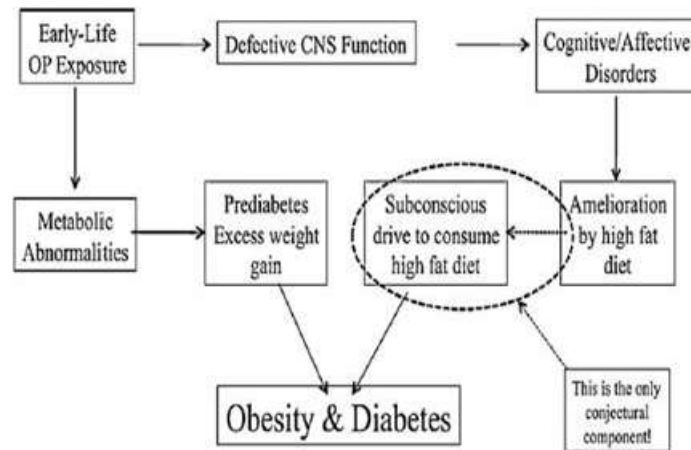 Early-Life
OP Exposure
Defective CNS Function
Cognitive/Affective
Disorders
Metabolic
Abnormalities
Prediabetes
Excess weight
gain
Subconscious
drive to consume
high fat diet
Amelioration
by high fat
diet
Obesity & Diabetes
This is the only
conjectural
component!